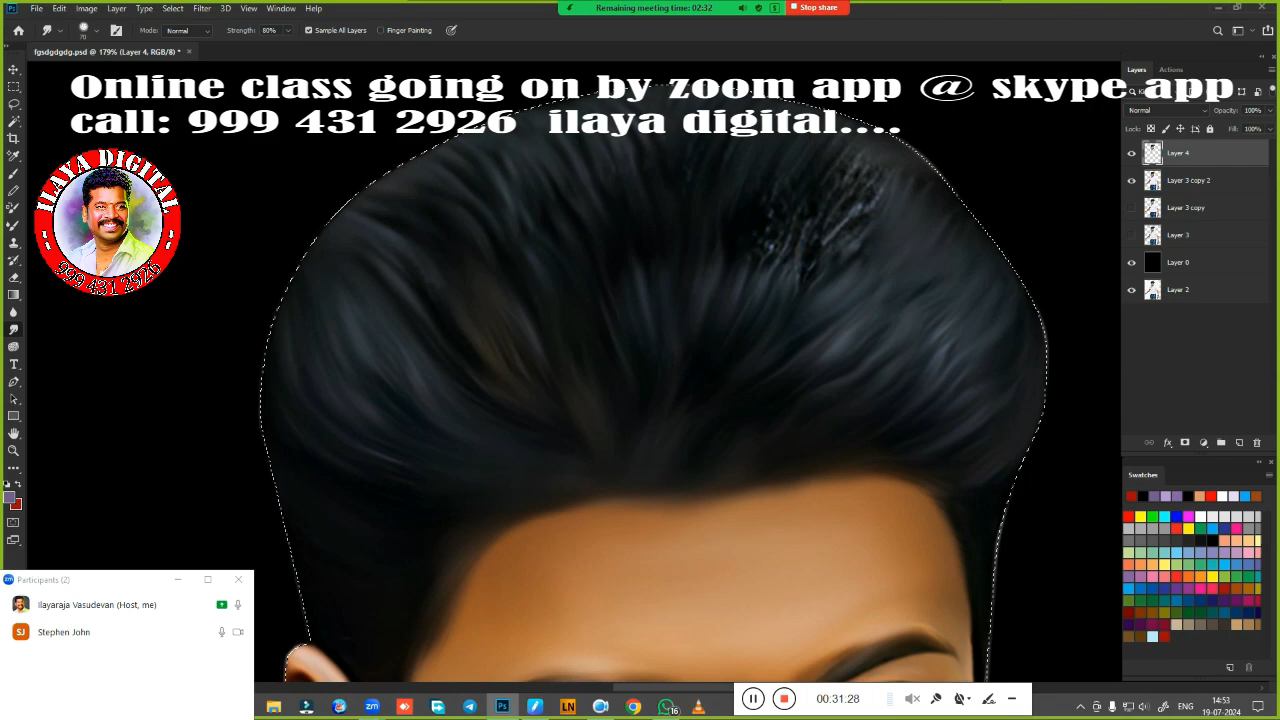 Remaining meeting time: 02:32
Stop share
File Edit Image Layer Type Select Filter 3D View Window Help
Mode: Normal Strength: 80% Sample All Layers Finger Painting
70
fgsdgdgdg.psd @ 179% (Layer 4, RGB/8) *
Online class going on by zoom app @ skype app
call: 999 431 2926 ilaya digital....
ILAYA DIGITAL
999 431 2926
Layers Actions
Normal Opacity: 100%
Lock: Fill: 100%
Layer 4
Layer 3 copy 2
Layer 3 copy
Layer 3
Layer 0
Layer 2
Swatches
Participants (2)
Ilayaraja Vasudevan (Host, me)
SJ Stephen John
00:31:28
ENG
14:53
19-07-2024